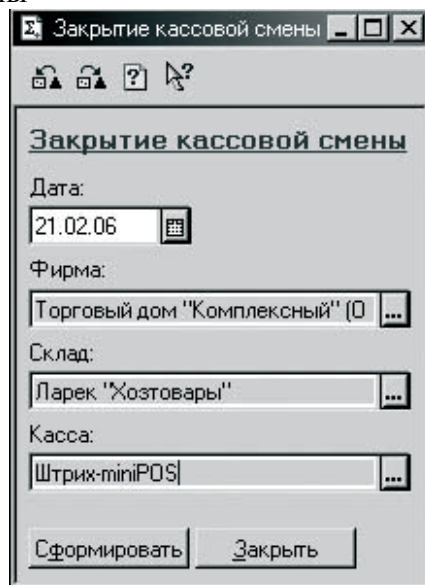 Закрытие кассовой смены
Закрытие кассовой смены
Дата:
21.02.06
Фирма:
Торговый дом "Комплексный" (О ...
Склад:
Ларек "Хозтовары" ...
Касса:
Штрих-miniPOS ...
Сформировать Закрыть